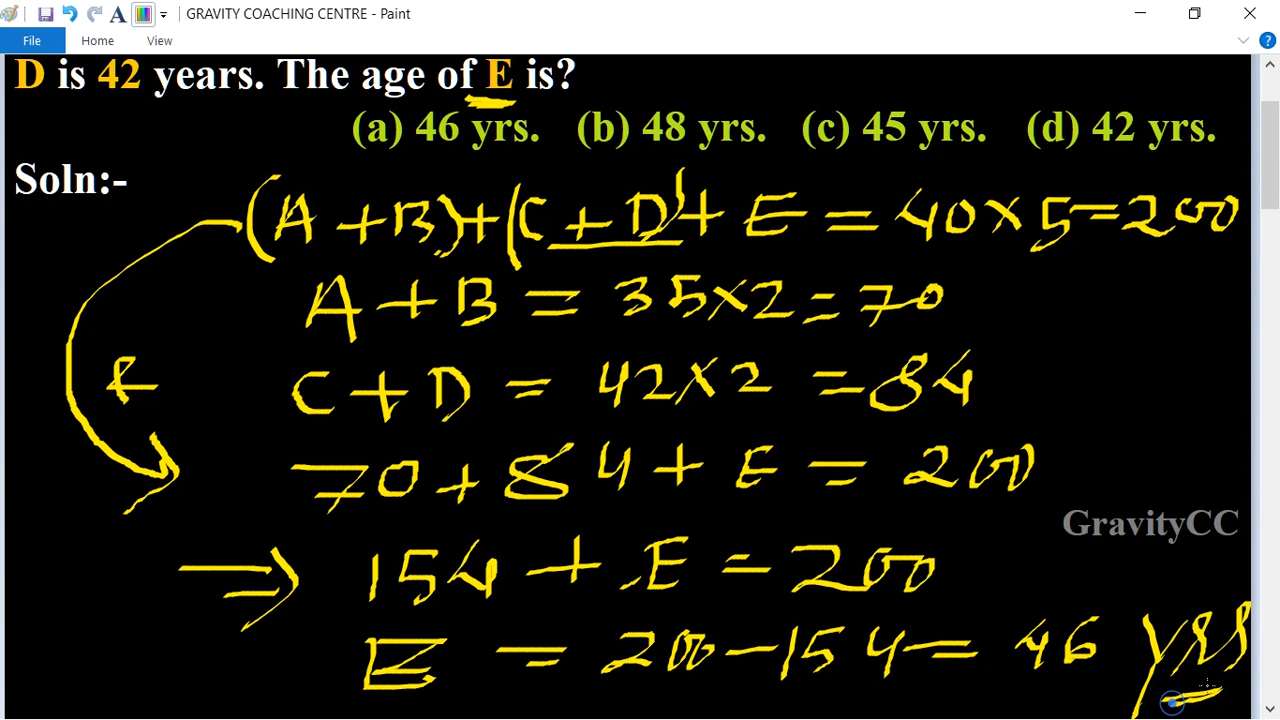 GRAVITY COACHING CENTRE - Paint
File Home View
D is 42 years. The age of E is?
(a) 46 yrs. (b) 48 yrs. (c) 45 yrs. (d) 42 yrs.
Soln:-
(A+B)+(C+D)+E=40×5=200
A+B=35×2=70
C+D=42×2=84
70+84+E=200
GravityCC
⇒ 154+E=200
E=200-154=46 yrs